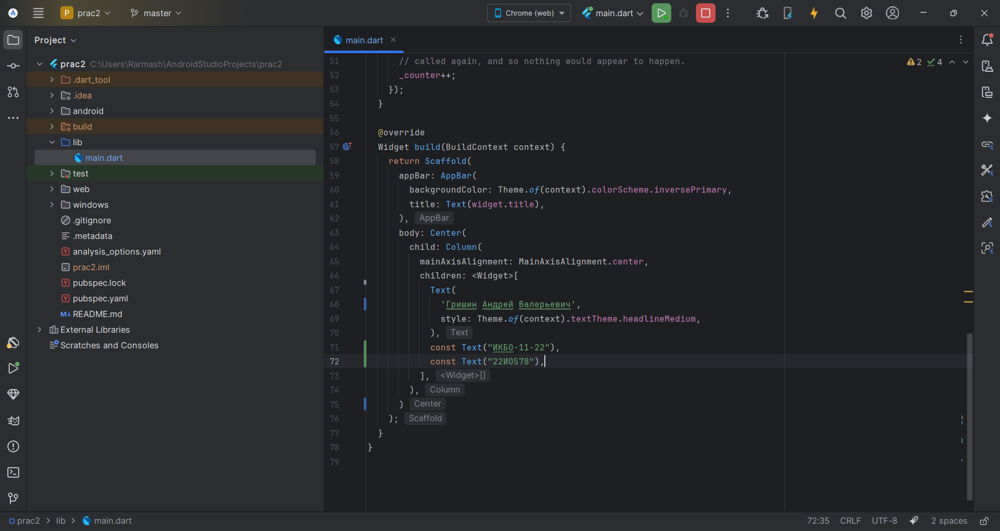 P prac2 master Chrome (web) main.dart
Project
main.dart
prac2 C:\Users\Rarmash\AndroidStudioProjects\prac2
.dart_tool
.idea
android
build
lib
main.dart
test
web
windows
.gitignore
.metadata
Y analysis_options.yaml
prac2.iml
Y pubspec.lock
Y pubspec.yaml
M↓ README.md
External Libraries
Scratches and Consoles
2 4
51 // called again, and so nothing would appear to happen.
52 _counter++;
53 });
54 }
55
56 @override
57 Widget build(BuildContext context) {
58 return Scaffold(
59 appBar: AppBar(
60 backgroundColor: Theme.of(context).colorScheme.inversePrimary,
61 title: Text(widget.title),
62 ), AppBar
63 body: Center(
64 child: Column(
65 mainAxisAlignment: MainAxisAlignment.center,
66 children: <Widget>[
67 Text(
68 'Гришин Андрей Валерьевич',
69 style: Theme.of(context).textTheme.headlineMedium,
70 ), Text
71 const Text("ИКБО-11-22"),
72 const Text("22И0578"),
73 ], <Widget>[]
74 ), Column
75 ) Center
76 ); Scaffold
77 }
78 }
79
prac2 > lib > main.dart
72:35 CRLF UTF-8 2 spaces